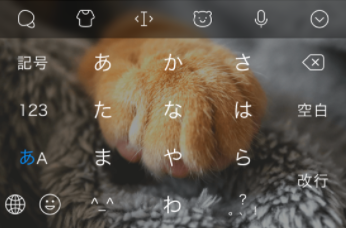 記号 あ か さ
123 た な は 空白
あA ま や ら
改行
^_^ わ 。、?!